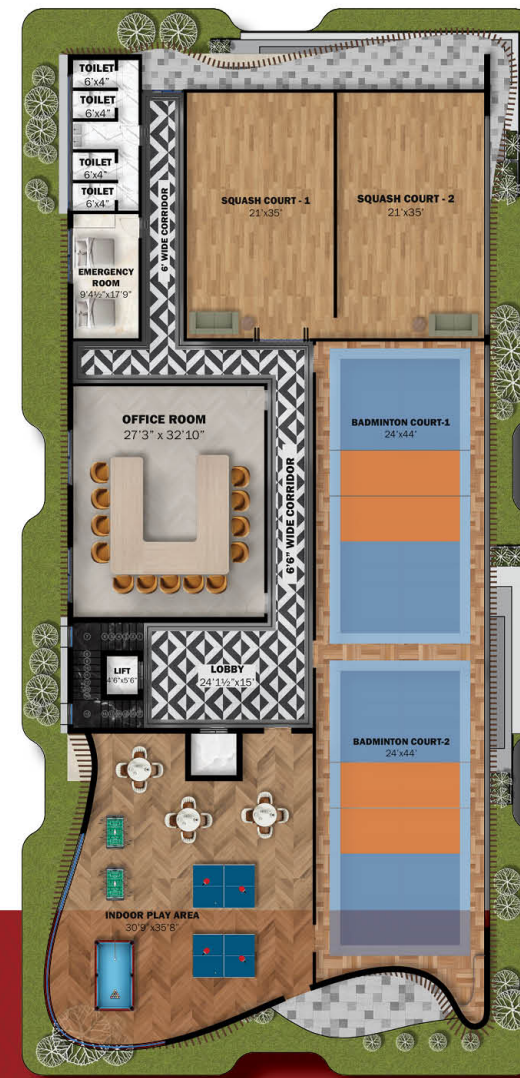 TOILET
6'x4"
TOILET
6'x4"
TOILET
6'x4"
TOILET
6'x4"
6' WIDE CORRIDOR
SQUASH COURT - 1
21'x35'
SQUASH COURT - 2
21'x35'
EMERGENCY
ROOM
9'4½"x17'9"
OFFICE ROOM
27'3" x 32'10"
6'6" WIDE CORRIDOR
BADMINTON COURT-1
24'x44'
LIFT
4'6"x5'6"
LOBBY
24'1½"x15'
BADMINTON COURT-2
24'x44'
INDOOR PLAY AREA
30'9"x35'8"